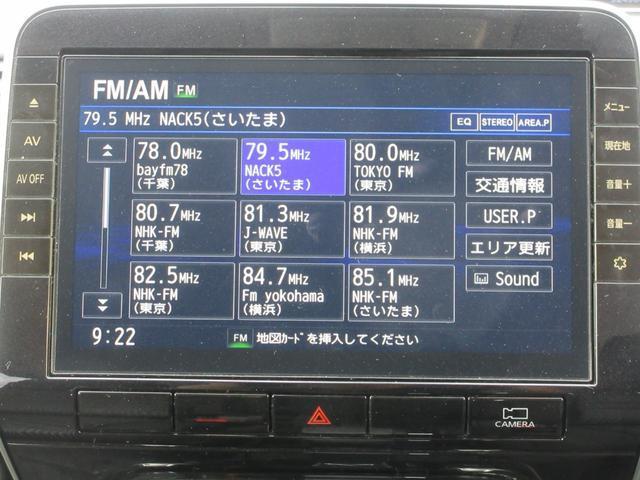 FM/AM FM
79.5 MHz NACK5(さいたま) EQ STEREO AREA.P
78.0MHz
bayfm78
(千葉)
79.5MHz
NACK5
(さいたま)
80.0MHz
TOKYO FM
(東京)
80.7MHz
NHK-FM
(千葉)
81.3MHz
J-WAVE
(東京)
81.9MHz
NHK-FM
(横浜)
82.5MHz
NHK-FM
(東京)
84.7MHz
Fm yokohama
(横浜)
85.1MHz
NHK-FM
(さいたま)
FM/AM
交通情報
USER.P
エリア更新
Sound
9:22
FM 地図カードを挿入してください
AV
AV OFF
メニュー
現在地
音量+
音量-
CAMERA